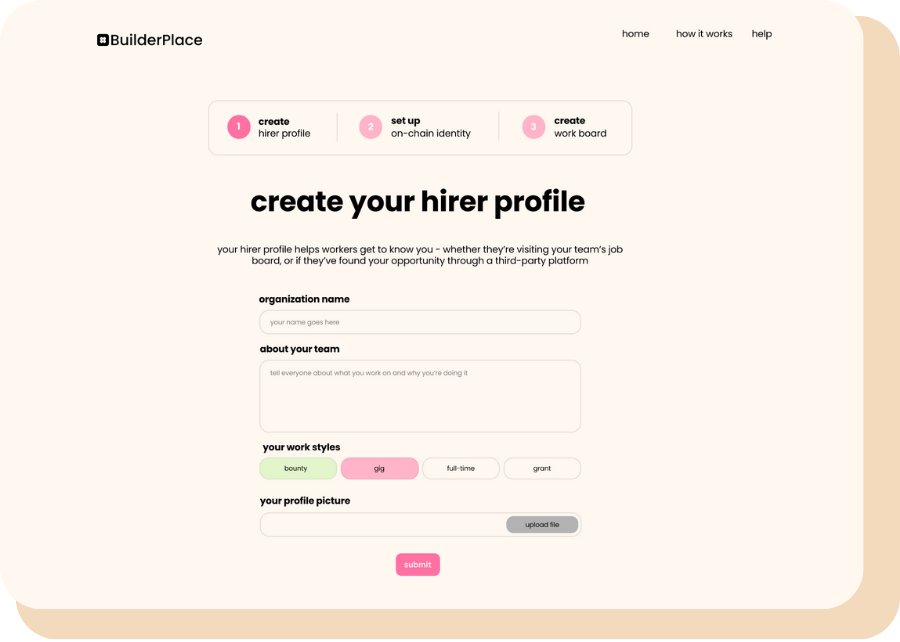 BuilderPlace
home how it works help
1 create
hirer profile
2 set up
on-chain identity
3 create
work board
create your hirer profile
your hirer profile helps workers get to know you - whether they're visiting your team's job
board, or if they've found your opportunity through a third-party platform
organization name
your name goes here
about your team
tell everyone about what you work on and why you're doing it
your work styles
bounty gig full-time grant
your profile picture
upload file
submit